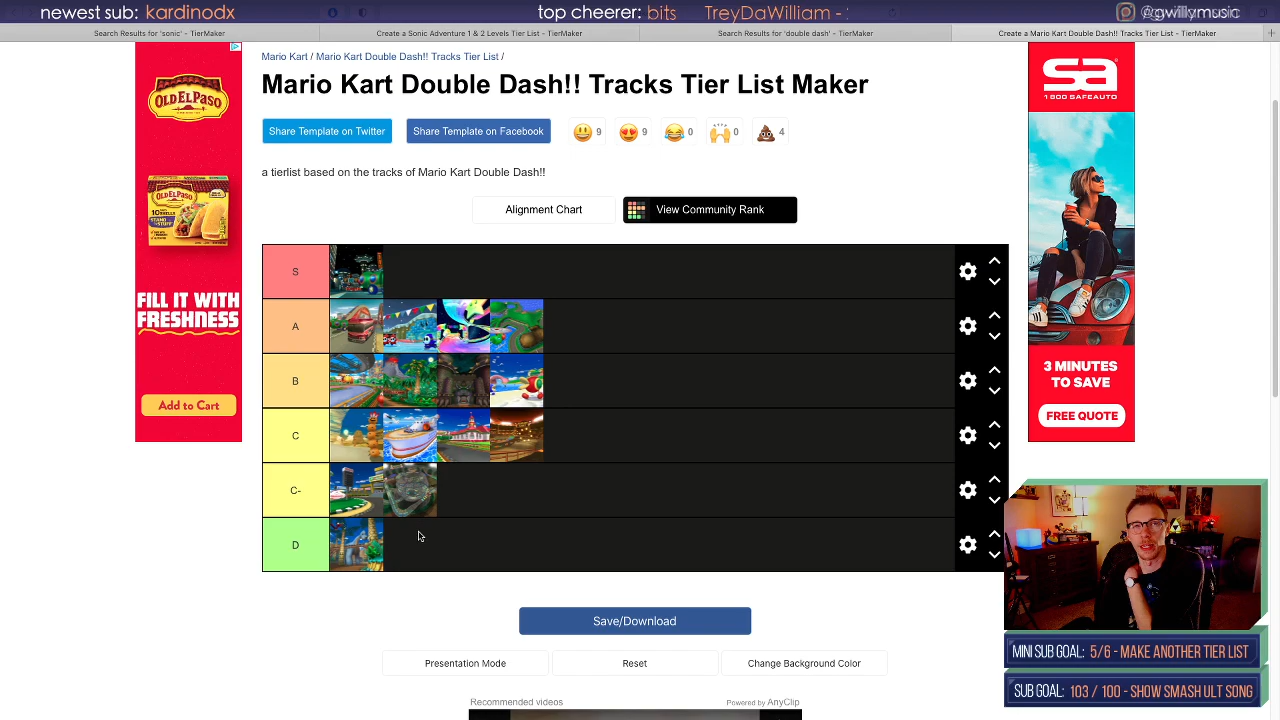 newest sub: kardinodx
top cheerer: bits TreyDaWilliam -
@gwillymusic
Search Results for 'sonic' - TierMaker
Create a Sonic Adventure 1 & 2 Levels Tier List - TierMaker
Search Results for 'double dash' - TierMaker
Create a Mario Kart Double Dash!! Tracks Tier List - TierMaker
Mario Kart / Mario Kart Double Dash!! Tracks Tier List /
Mario Kart Double Dash!! Tracks Tier List Maker
Share Template on Twitter
Share Template on Facebook
9
9
0
0
4
a tierlist based on the tracks of Mario Kart Double Dash!!
Alignment Chart
View Community Rank
S
A
B
C
C-
D
Save/Download
Presentation Mode
Reset
Change Background Color
Recommended videos
Powered by AnyClip
OLD EL PASO
FILL IT WITH
FRESHNESS
Add to Cart
sa
1 800 SAFEAUTO
3 MINUTES
TO SAVE
FREE QUOTE
MINI SUB GOAL: 5/6 - MAKE ANOTHER TIER LIST
SUB GOAL: 103 / 100 - SHOW SMASH ULT SONG